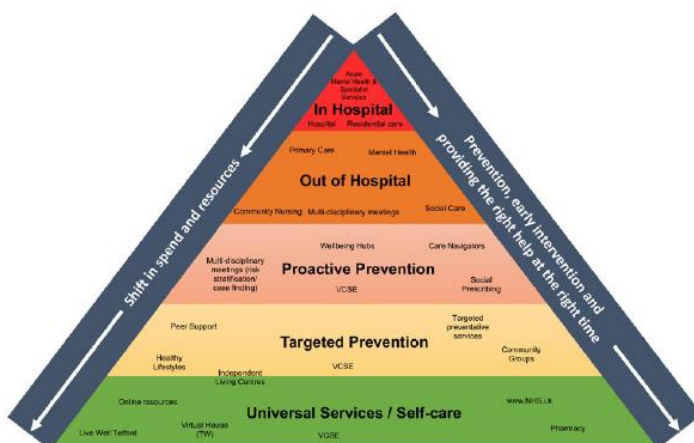 Shift in spend and resources
Prevention, early intervention and
providing the right help at the right time
Acute
Mental Health &
Specialist
Services
In Hospital
Hospital Residential care
Primary Care
Mental Health
Out of Hospital
Community Nursing
Multi-disciplinary meetings
Social Care
Wellbeing Hubs
Care Navigators
Multi-disciplinary
meetings (risk
stratification/
case finding)
Proactive Prevention
Social
Prescribing
VCSE
Peer Support
Targeted
preventative
services
Targeted Prevention
Healthy
Lifestyles
Community
Groups
VCSE
Independent
Living Centres
Online resources
www.NHS.uk
Universal Services / Self-care
Live Well Telford
Virtual House
(TW)
VCSE
Pharmacy